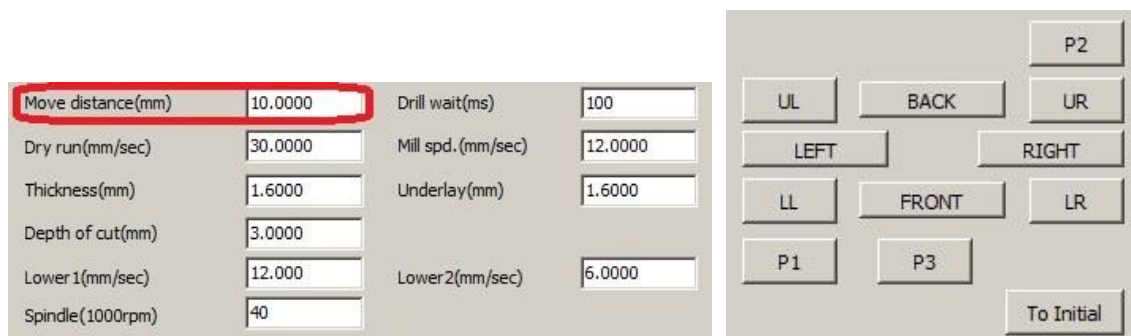 Move distance(mm) 10.0000 Drill wait(ms) 100
Dry run(mm/sec) 30.0000 Mill spd.(mm/sec) 12.0000
Thickness(mm) 1.6000 Underlay(mm) 1.6000
Depth of cut(mm) 3.0000
Lower1(mm/sec) 12.000 Lower2(mm/sec) 6.0000
Spindle(1000rpm) 40
P2
UL BACK UR
LEFT RIGHT
LL FRONT LR
P1 P3
To Initial